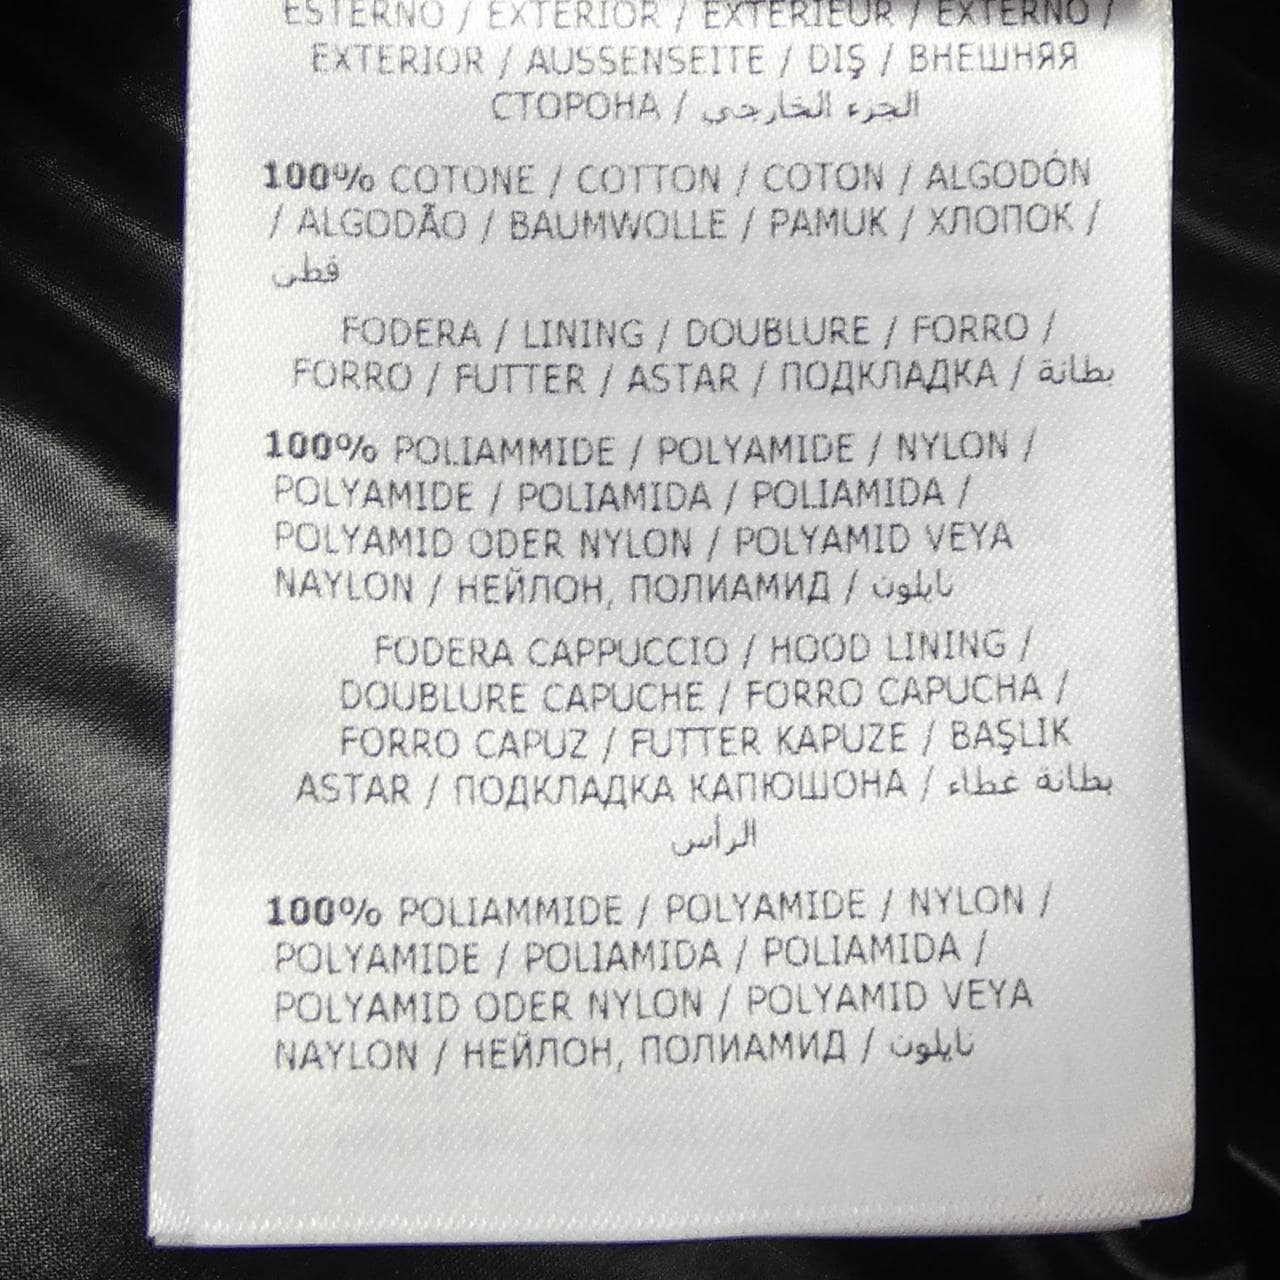 ESTERNO / EXTERIOR / EXTÉRIEUR / EXTERNO /
EXTERIOR / AUSSENSEITE / DIŞ / ВНЕШНЯЯ
СТОРОНА / الجزء الخارجي
100% COTONE / COTTON / COTON / ALGODÓN
/ ALGODÃO / BAUMWOLLE / PAMUK / ХЛОПОК /
قطن
FODERA / LINING / DOUBLURE / FORRO /
FORRO / FUTTER / ASTAR / ПОДКЛАДКА / بطانة
100% POLIAMMIDE / POLYAMIDE / NYLON /
POLYAMIDE / POLIAMIDA / POLIAMIDA /
POLYAMID ODER NYLON / POLYAMID VEYA
NAYLON / НЕЙЛОН, ПОЛИАМИД / نايلون
FODERA CAPPUCCIO / HOOD LINING /
DOUBLURE CAPUCHE / FORRO CAPUCHA /
FORRO CAPUZ / FUTTER KAPUZE / BAŞLIK
ASTAR / ПОДКЛАДКА КАПЮШОНА / بطانة غطاء
الرأس
100% POLIAMMIDE / POLYAMIDE / NYLON /
POLYAMIDE / POLIAMIDA / POLIAMIDA /
POLYAMID ODER NYLON / POLYAMID VEYA
NAYLON / НЕЙЛОН, ПОЛИАМИД / نايلون